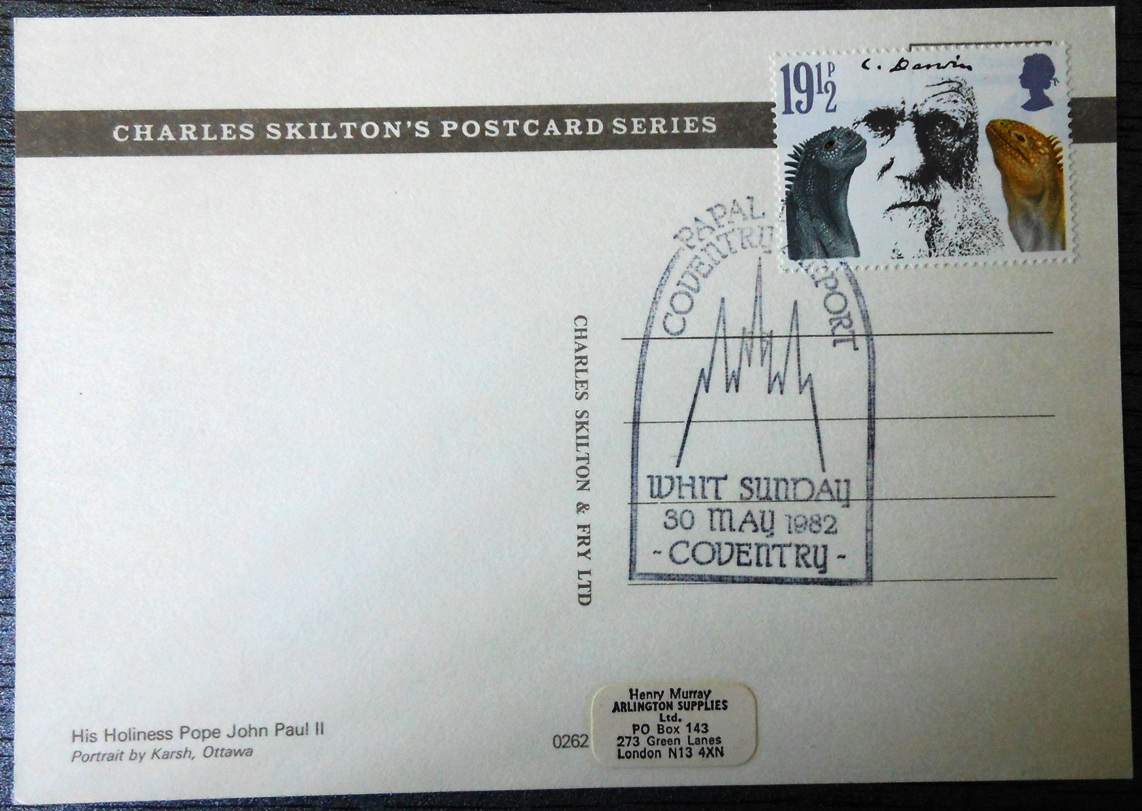 CHARLES SKILTON'S POSTCARD SERIES
19½P
C. Darwin
PAPAL
COVENTRY
PORT
WHIT SUNDAY
30 MAY 1982
- COVENTRY -
CHARLES SKILTON & FRY LTD
His Holiness Pope John Paul II
Portrait by Karsh, Ottawa
0262
Henry Murray
ARLINGTON SUPPLIES
Ltd.
PO Box 143
273 Green Lanes
London N13 4XN